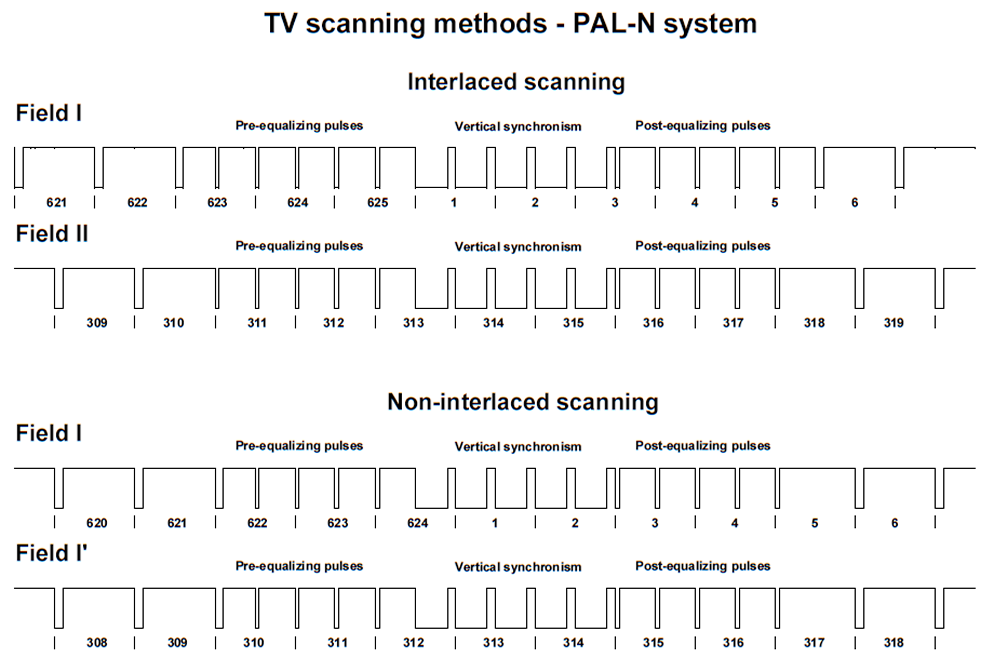 TV scanning methods - PAL-N system
Interlaced scanning
Field I
Pre-equalizing pulses Vertical synchronism Post-equalizing pulses
621 622 623 624 625 1 2 3 4 5 6
Field II
Pre-equalizing pulses Vertical synchronism Post-equalizing pulses
309 310 311 312 313 314 315 316 317 318 319
Non-interlaced scanning
Field I
Pre-equalizing pulses Vertical synchronism Post-equalizing pulses
620 621 622 623 624 1 2 3 4 5 6
Field I'
Pre-equalizing pulses Vertical synchronism Post-equalizing pulses
308 309 310 311 312 313 314 315 316 317 318